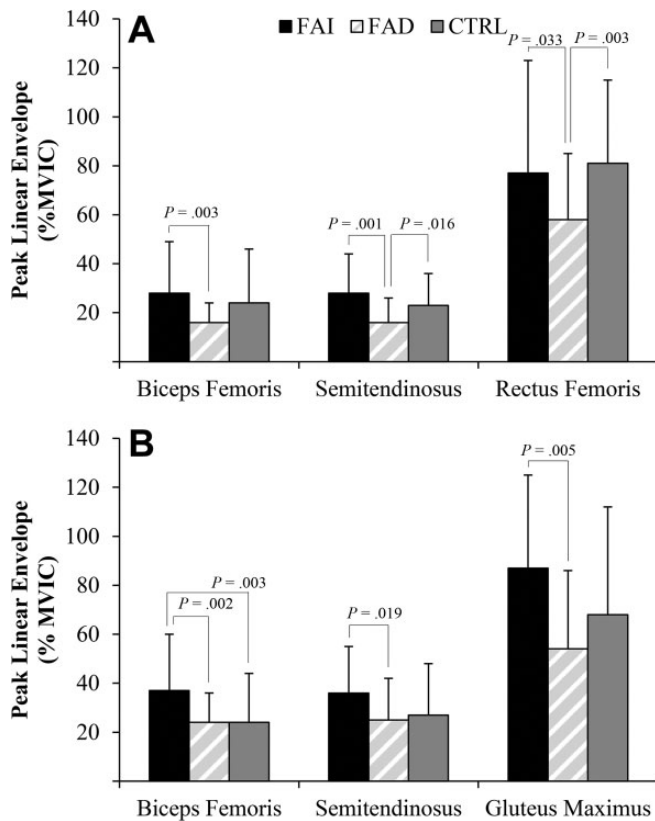 A
FAI FAD CTRL
Peak Linear Envelope
(%MVIC)
140
120
100
80
60
40
20
P = .003
P = .001
P = .016
P = .033
P = .003
Biceps Femoris Semitendinosus Rectus Femoris
B
Peak Linear Envelope
(% MVIC)
140
120
100
80
60
40
20
P = .003
P = .002
P = .019
P = .005
Biceps Femoris Semitendinosus Gluteus Maximus